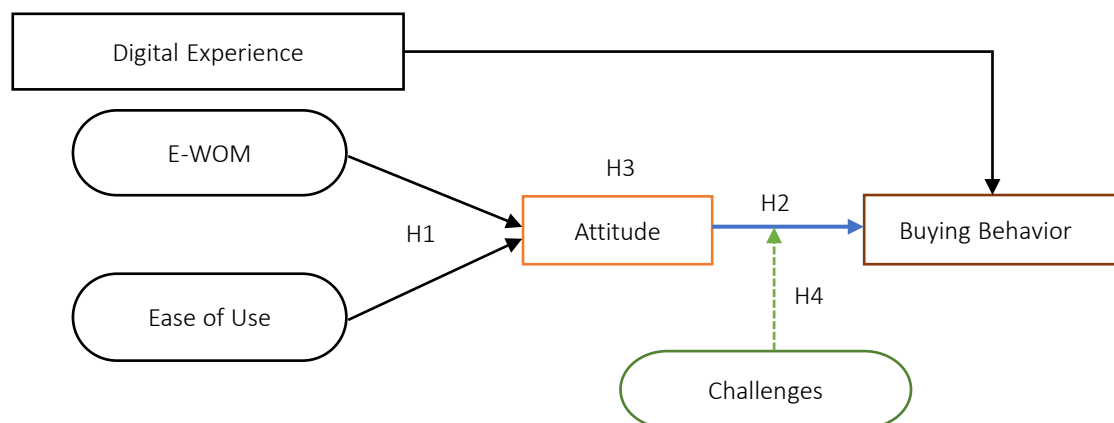 Digital Experience
E-WOM
H3
H2
H1
Attitude
Buying Behavior
H4
Ease of Use
Challenges